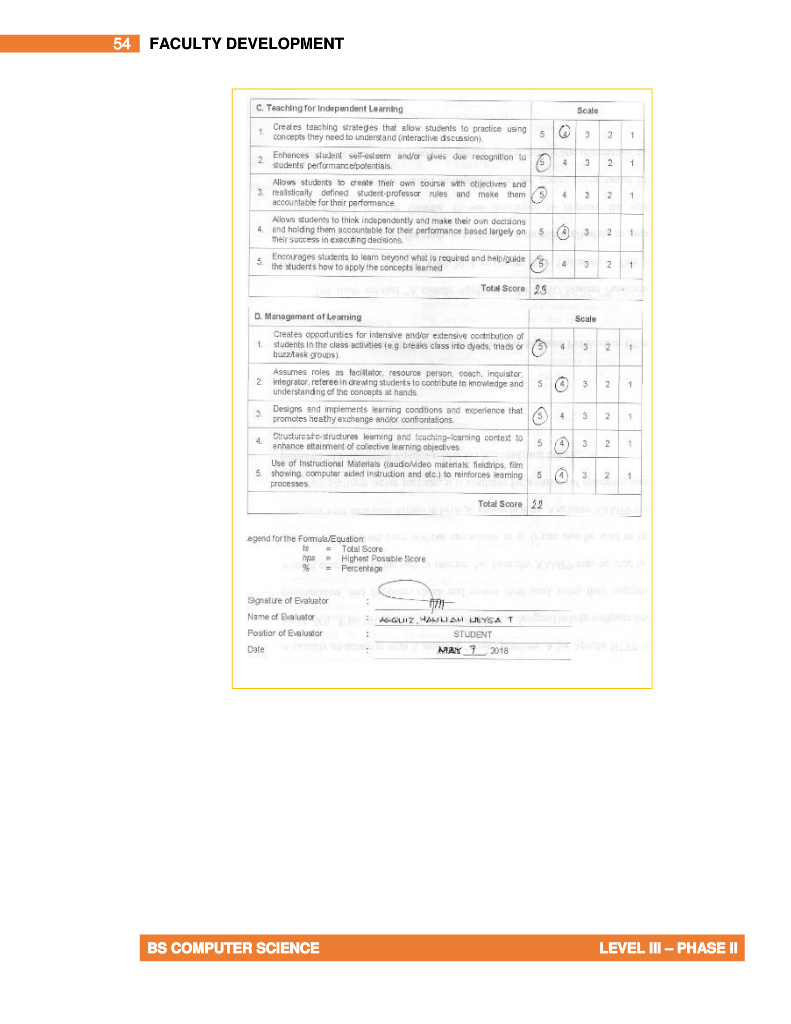 54 FACULTY DEVELOPMENT
C. Teaching for Independent Learning Scale
1. Creates teaching strategies that allow students to practice using 5 4 3 2 1
concepts they need to understand (interactive discussion).
2. Enhances student self-esteem and/or gives due recognition to 5 4 3 2 1
students' performance/potentials.
3. Allows students to create their own course with objectives and
realistically defined student-professor rules and make them 5 4 3 2 1
accountable for their performance
4. Allows students to think independently and make their own decisions
and holding them accountable for their performance based largely on 5 4 3 2 1
their success in executing decisions.
5. Encourages students to learn beyond what is required and help/guide 5 4 3 2 1
the students how to apply the concepts learned
Total Score 23
D. Management of Learning Scale
Creates opportunities for intensive and/or extensive contribution of
1. students in the class activities (e.g. breaks class into dyads, triads or 5 4 3 2 1
buzz/task groups).
Assumes roles as facilitator, resource person, coach, inquisitor,
2. integrator, referee in drawing students to contribute to knowledge and 5 4 3 2 1
understanding of the concepts at hands.
3. Designs and implements learning conditions and experience that 5 4 3 2 1
promotes healthy exchange and/or confrontations.
4. Structures/re-structures learning and teaching–learning context to 5 4 3 2 1
enhance attainment of collective learning objectives.
Use of Instructional Materials ((audio/video materials: fieldtrips, film
5. showing, computer aided instruction and etc.) to reinforces learning 5 4 3 2 1
processes.
Total Score 22
egend for the Formula/Equation:
ts = Total Score
hps = Highest Possible Score
% = Percentage
Signature of Evaluator :
Name of Evaluator : T
Position of Evaluator : STUDENT
Date : MAY 7, 2018
BS COMPUTER SCIENCE LEVEL III – PHASE II